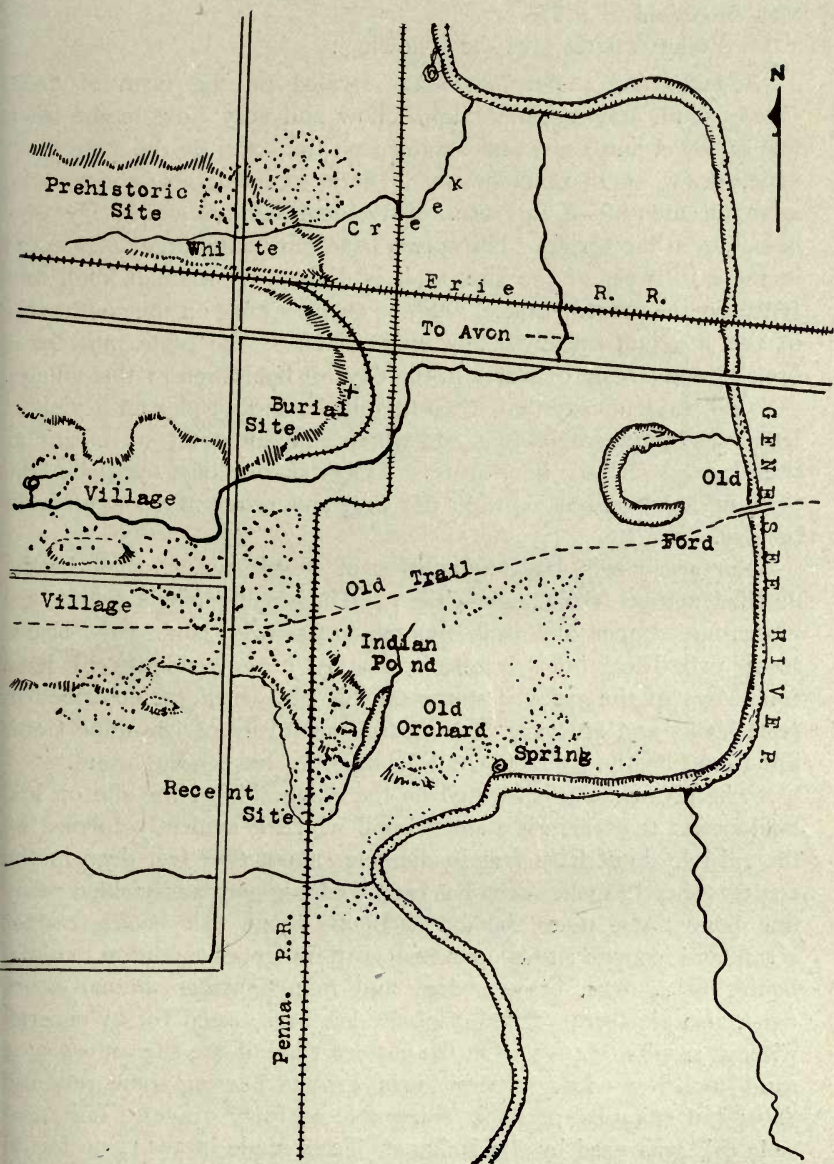 N
Prehistoric
Site
White Creek
Erie R. R.
To Avon ----
Burial
Site
Village
GENESEE RIVER.
Old
Ford
Old Trail
Village
Indian
Pond
Old
Orchard
Spring
Recent
Site
Penna. R.R.